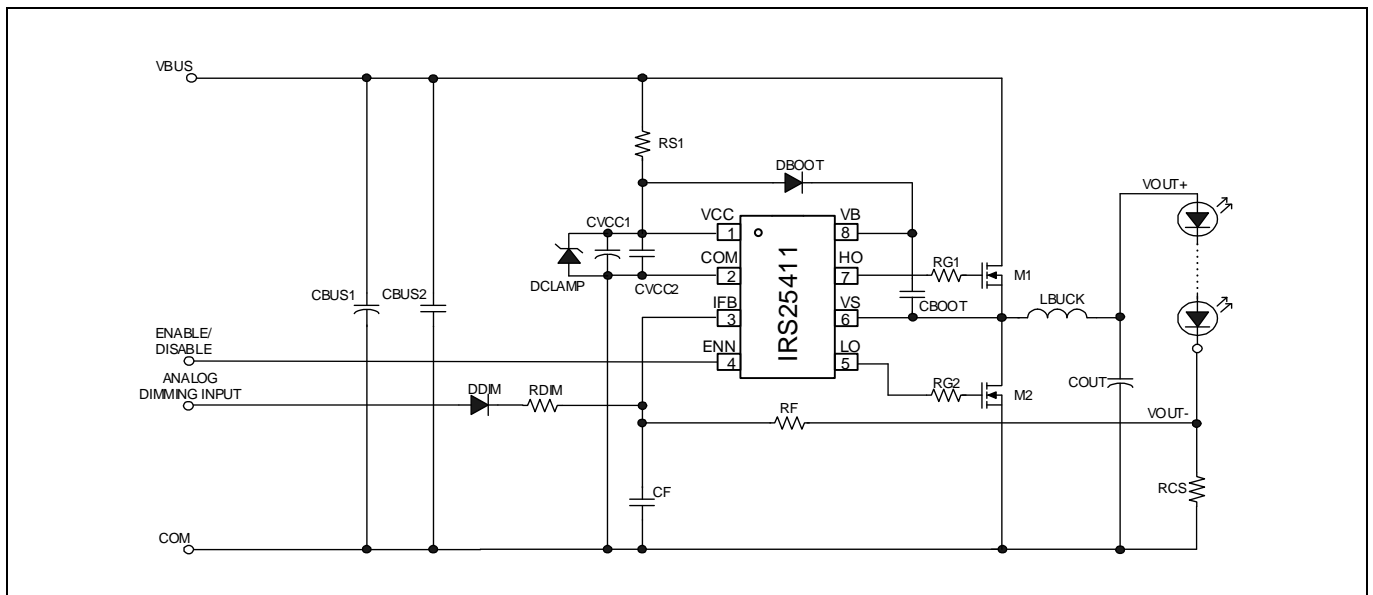 VBUS
RS1
DBOOT
VOUT+
VCC
VB
CVCC1
1
8
COM
HO
RG1
M1
2
7
DCLAMP
CVCC2
CBOOT
LBUCK
CBUS1
CBUS2
IFB
VS
3
6
IRS25411
ENABLE/
DISABLE
ENN
LO
4
5
COUT
ANALOG
DIMMING INPUT
DDIM
RDIM
RG2
M2
RF
VOUT-
CF
RCS
COM